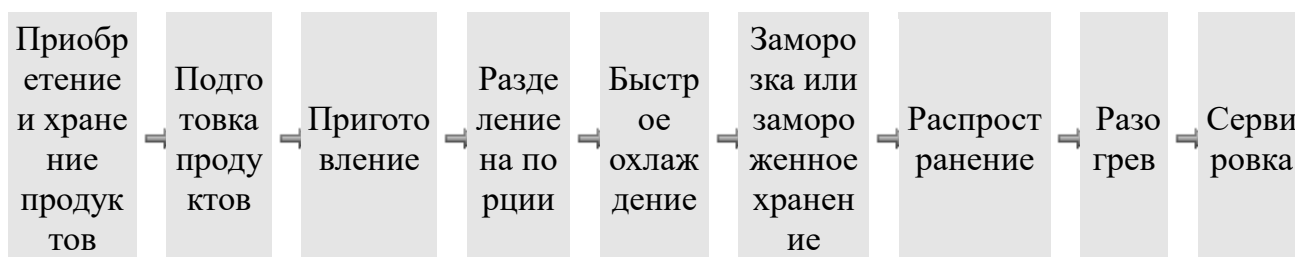 Приобр
етение
и хране
ние
продук
тов
Подго
товка
проду
ктов
Пригото
вление
Разде
ление
на по
рции
Быстр
ое
охлаж
дение
Заморо
зка или
заморо
женное
хранен
ие
Распрост
ранение
Разо
грев
Серви
ровка